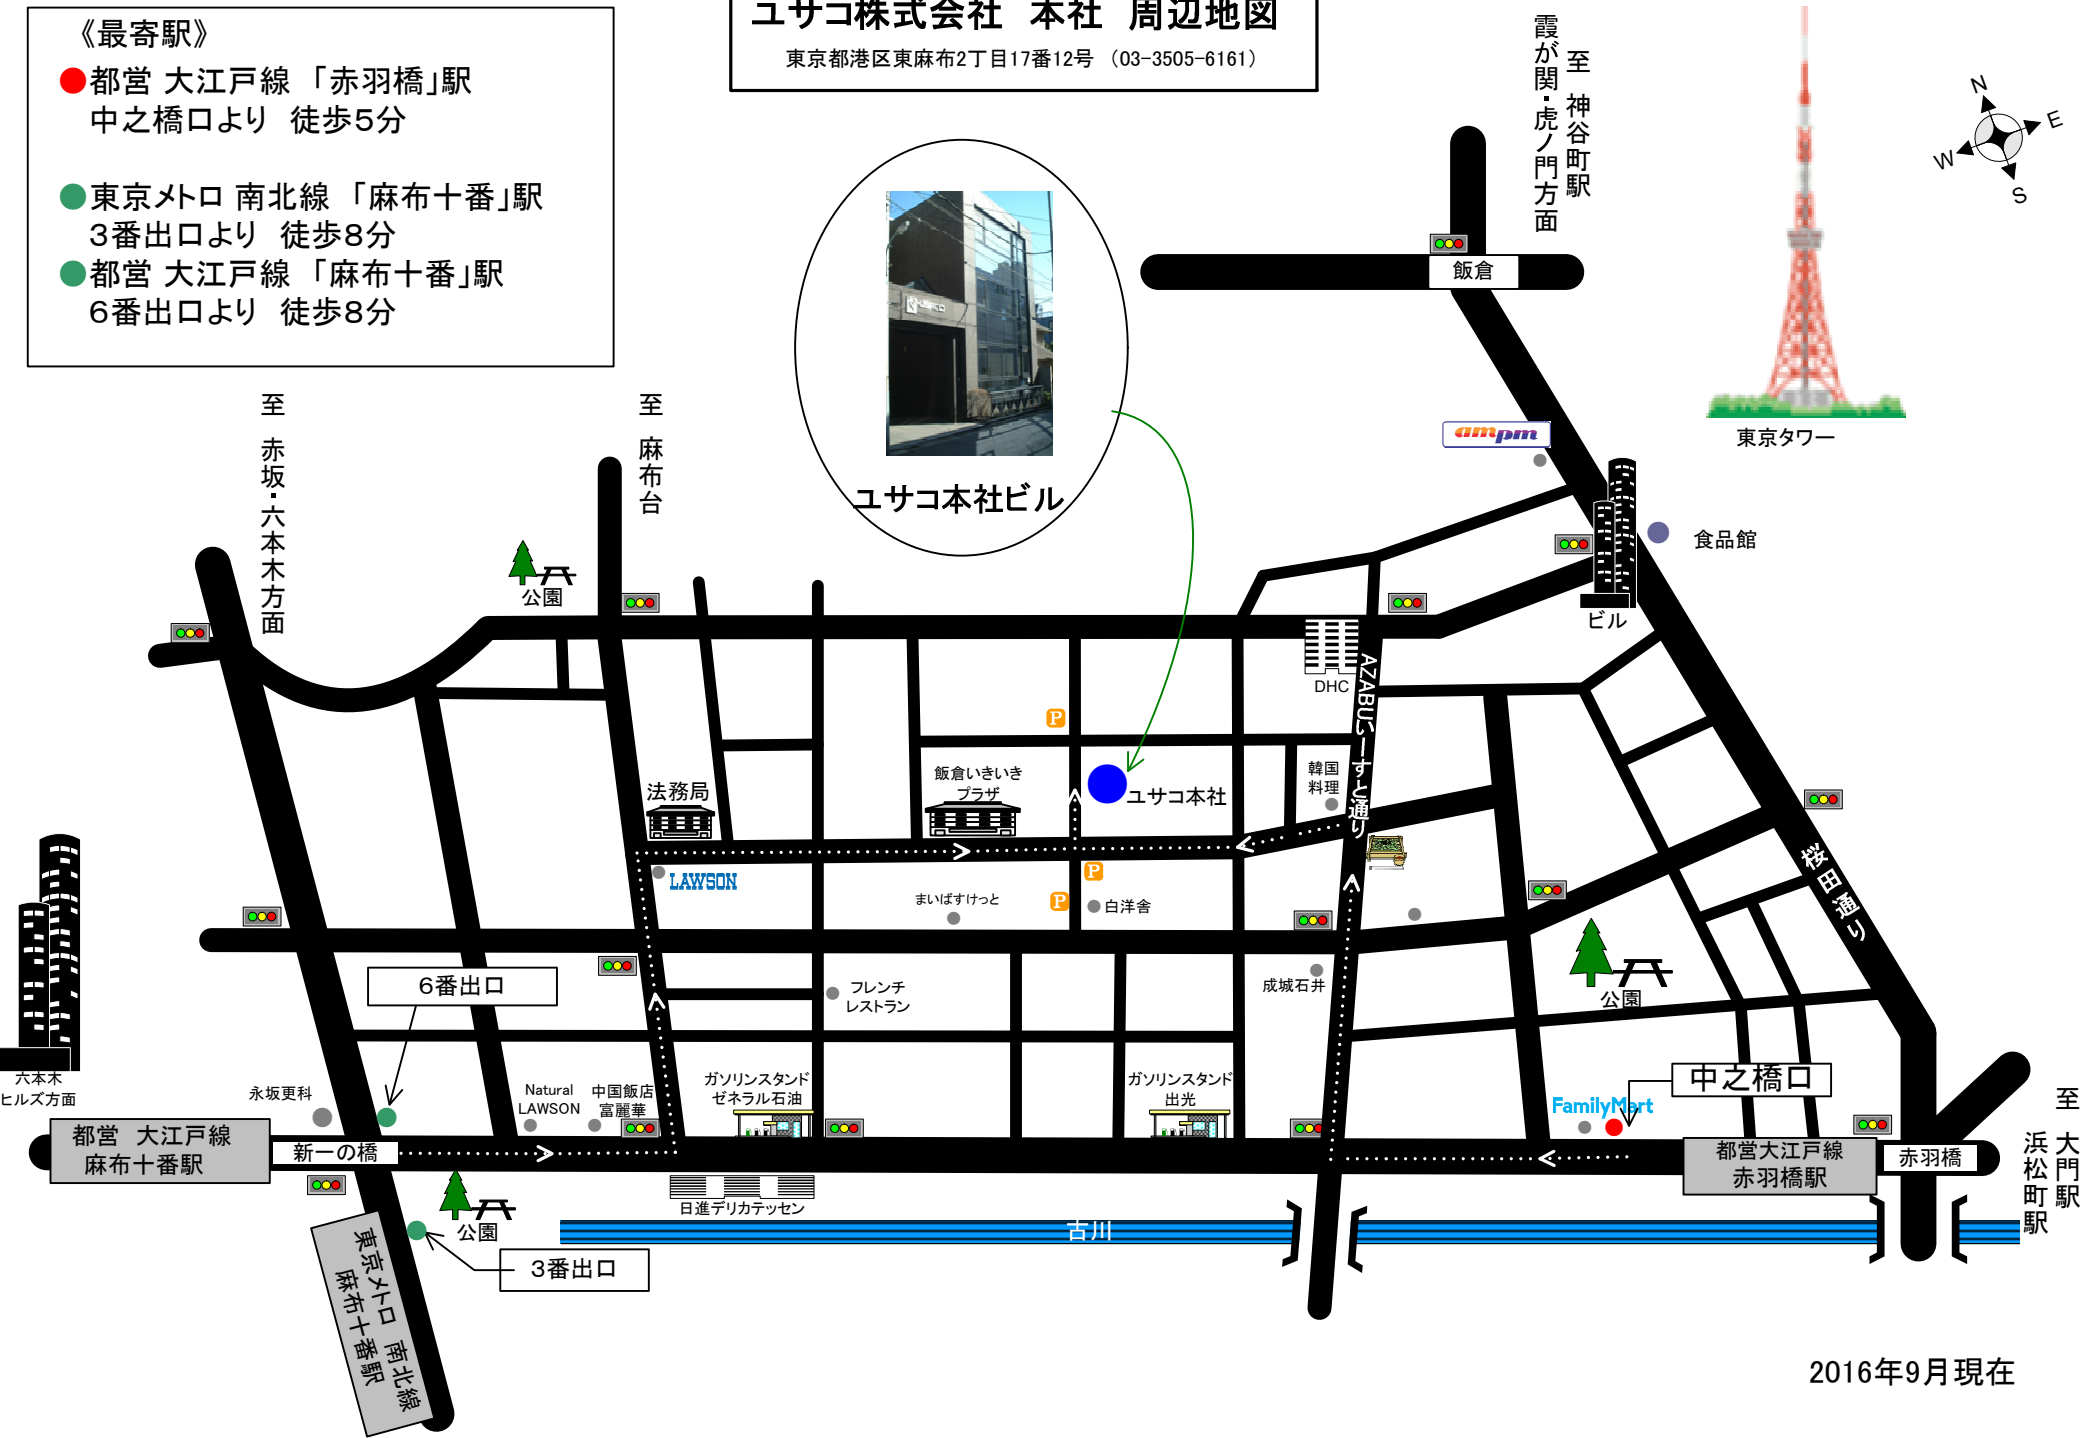 ユサコ株式会社 本社 周辺地図
東京都港区東麻布2丁目17番12号 （03-3505-6161）
《最寄駅》
●都営 大江戸線 「赤羽橋」駅
中之橋口より 徒歩5分
●東京メトロ 南北線 「麻布十番」駅
3番出口より 徒歩8分
●都営 大江戸線 「麻布十番」駅
6番出口より 徒歩8分
至 神谷町駅
霞が関・虎ノ門方面
N
E
W
S
飯倉
東京タワー
ユサコ本社ビル
至 赤坂・六本木方面
至 麻布台
ampm
食品館
ビル
公園
DHC
AZABUいーすと通り
P
法務局
飯倉いきいき
プラザ
ユサコ本社
韓国
料理
LAWSON
まいばすけっと
P
P
白洋舎
桜田通り
6番出口
フレンチ
レストラン
成城石井
公園
六本木
ヒルズ方面
永坂更科
Natural
LAWSON
中国飯店
富麗華
ガソリンスタンド
ゼネラル石油
ガソリンスタンド
出光
FamilyMart
中之橋口
至 大門駅
浜松町駅
都営 大江戸線
麻布十番駅
新一の橋
都営大江戸線
赤羽橋駅
赤羽橋
公園
日進デリカテッセン
古川
3番出口
東京メトロ 南北線
麻布十番駅
2016年9月現在